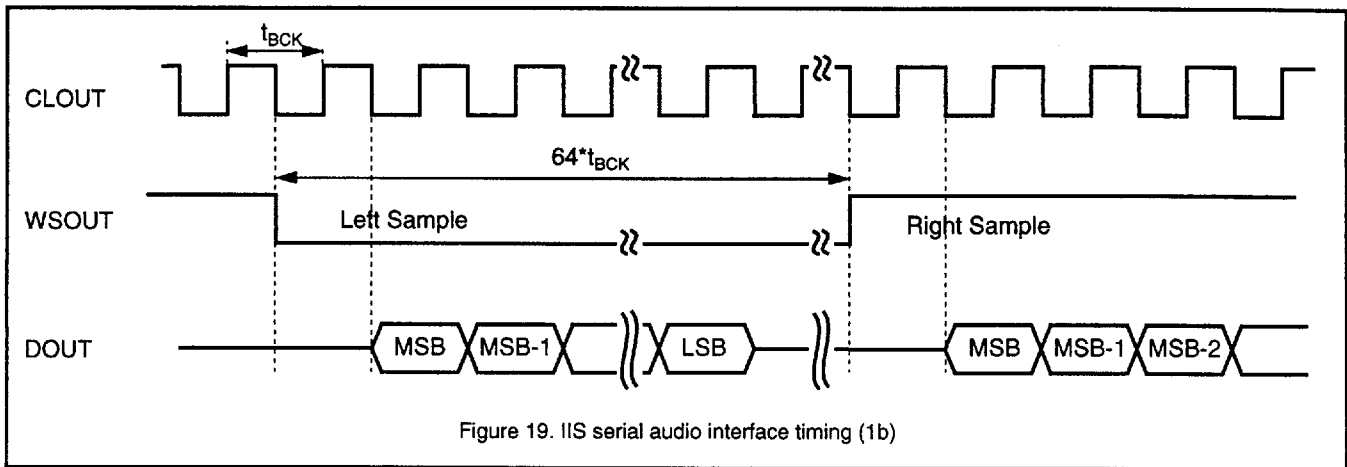 tBCK
CLOUT
64*tBCK
WSOUT
Left Sample
Right Sample
DOUT
MSB
MSB-1
LSB
MSB
MSB-1
MSB-2
Figure 19. IIS serial audio interface timing (1b)